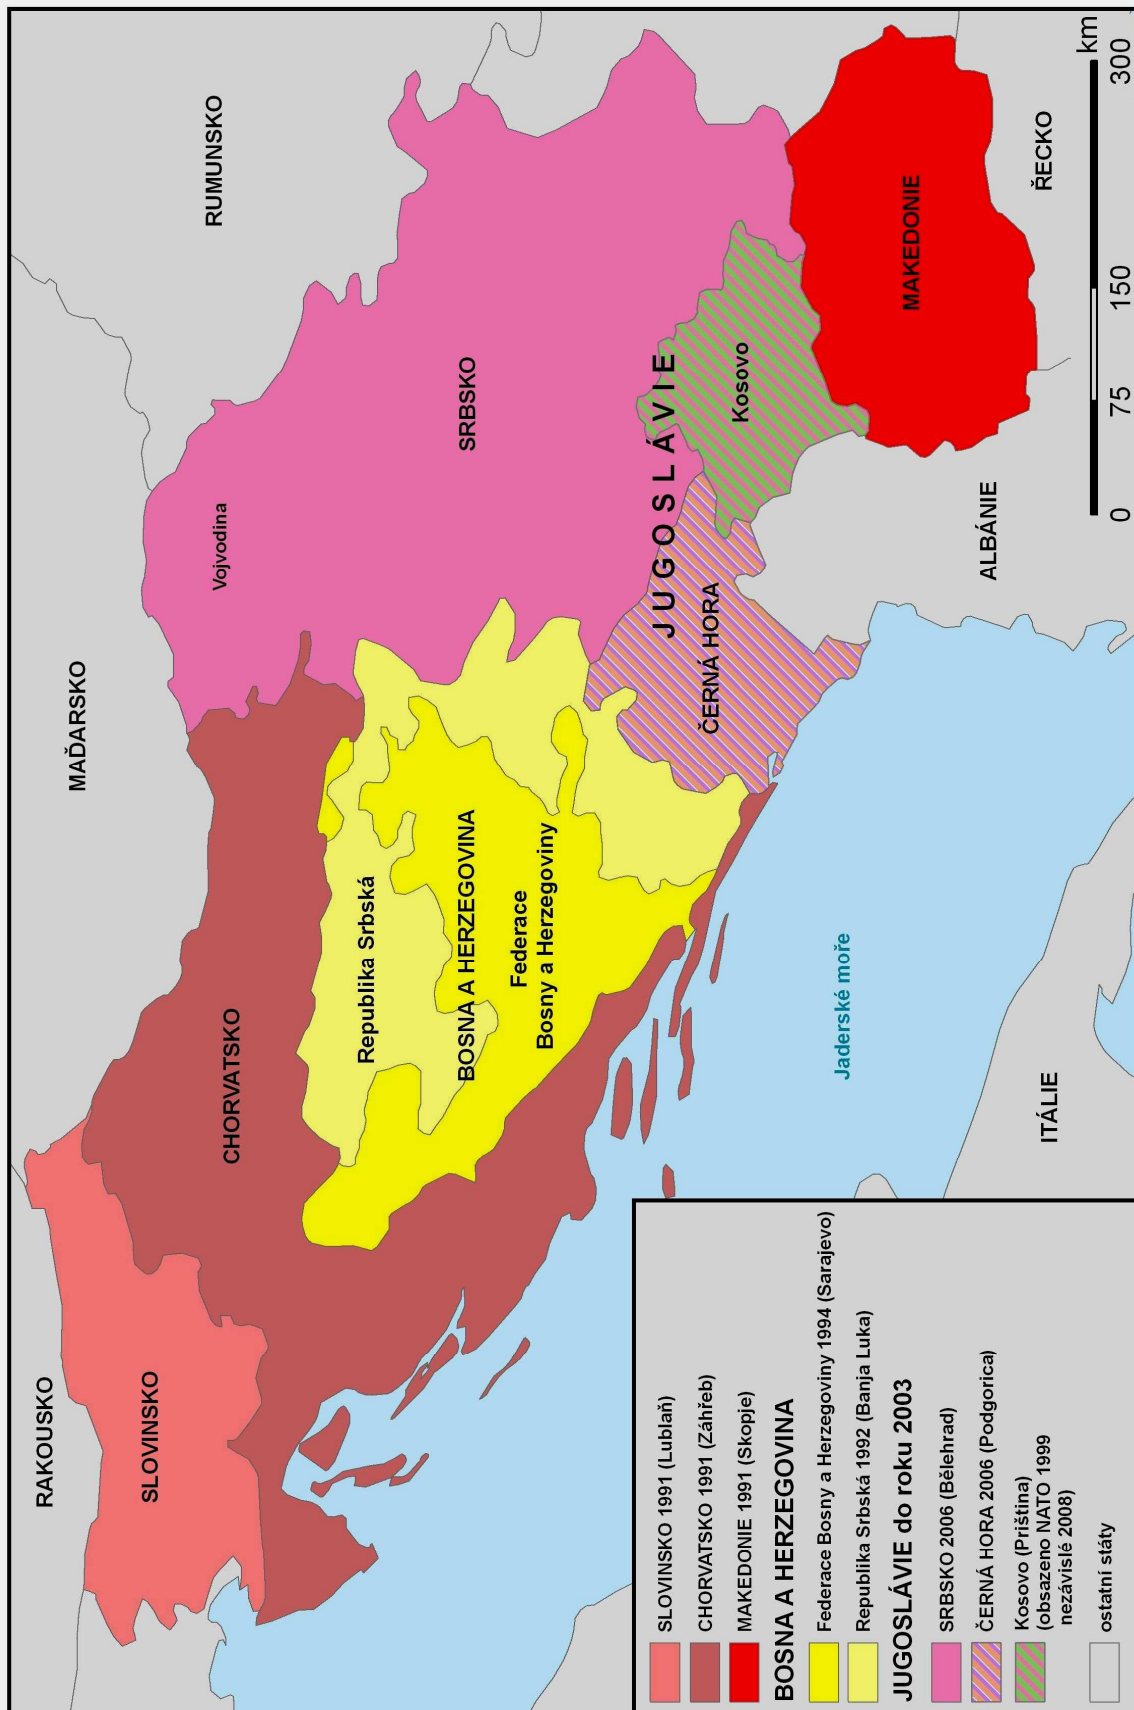 RAKOUSKO
MAĎARSKO
RUMUNSKO
SLOVINSKO
CHORVATSKO
Vojvodina
SRBSKO
Republika Srbská
BOSNA A HERZEGOVINA
Federace
Bosny a Herzegoviny
JUGOSLÁVIE
ČERNÁ HORA
Kosovo
MAKEDONIE
ALBÁNIE
ŘECKO
Jaderské moře
ITÁLIE
SLOVINSKO 1991 (Lublaň)
CHORVATSKO 1991 (Záhřeb)
MAKEDONIE 1991 (Skopje)
BOSNA A HERZEGOVINA
Federace Bosny a Herzegoviny 1994 (Sarajevo)
Republika Srbská 1992 (Banja Luka)
JUGOSLÁVIE do roku 2003
SRBSKO 2006 (Bělehrad)
ČERNÁ HORA 2006 (Podgorica)
Kosovo (Priština)
(obsazeno NATO 1999
nezávislé 2008)
ostatní státy
km
0 75 150 300